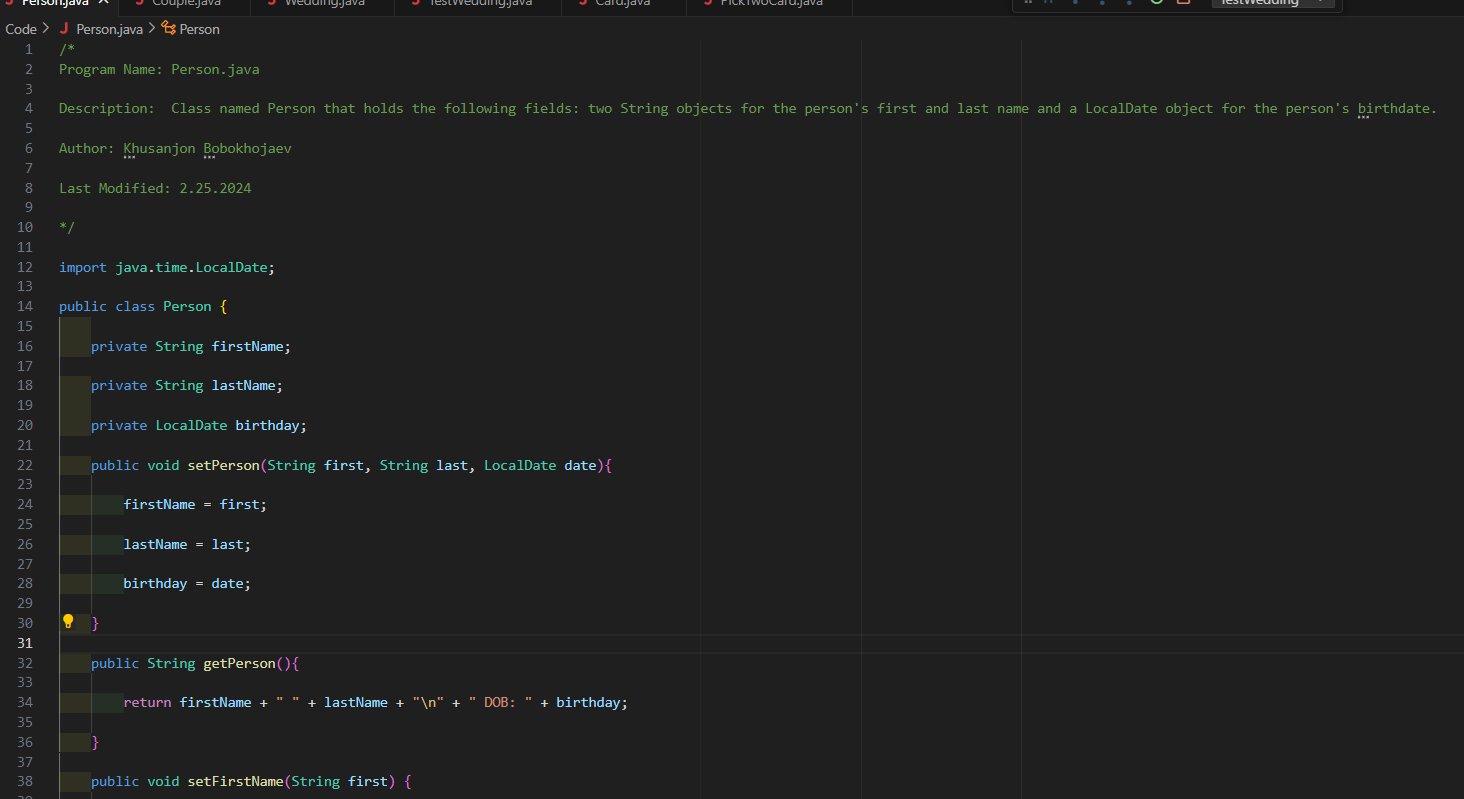 Person.java Couple.java Wedding.java TestWedding.java Card.java PickTwoCard.java TestWedding
Code > Person.java > Person
1 /*
2 Program Name: Person.java
3
4 Description:  Class named Person that holds the following fields: two String objects for the person's first and last name and a LocalDate object for the person's birthdate.
5
6 Author: Khusanjon Bobokhojaev
7
8 Last Modified: 2.25.2024
9
10 */
11
12 import java.time.LocalDate;
13
14 public class Person {
15
16 private String firstName;
17
18 private String lastName;
19
20 private LocalDate birthday;
21
22 public void setPerson(String first, String last, LocalDate date){
23
24 firstName = first;
25
26 lastName = last;
27
28 birthday = date;
29
30 }
31
32 public String getPerson(){
33
34 return firstName + " " + lastName + "\n" + " DOB: " + birthday;
35
36 }
37
38 public void setFirstName(String first) {
39